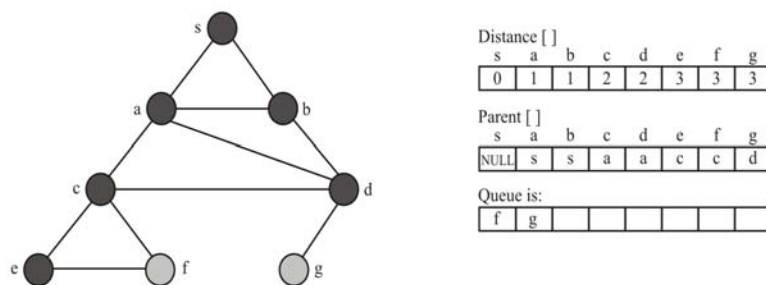 s
a
b
c
d
e
f
g
Distance [ ]
s a b c d e f g
0 1 1 2 2 3 3 3
Parent [ ]
s a b c d e f g
NULL s s a a c c d
Queue is:
f g